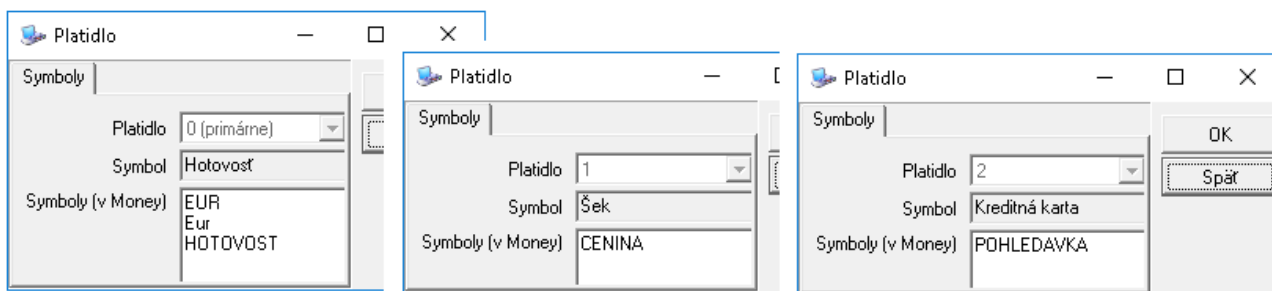 Platidlo
Symboly
Platidlo 0 (primárne)
Symbol Hotovosť
Symboly (v Money) EUR
Eur
HOTOVOST
Platidlo
Symboly
Platidlo 1
Symbol Šek
Symboly (v Money) CENINA
Platidlo
Symboly
OK
Platidlo 2
Späť
Symbol Kreditná karta
Symboly (v Money) POHLEDAVKA